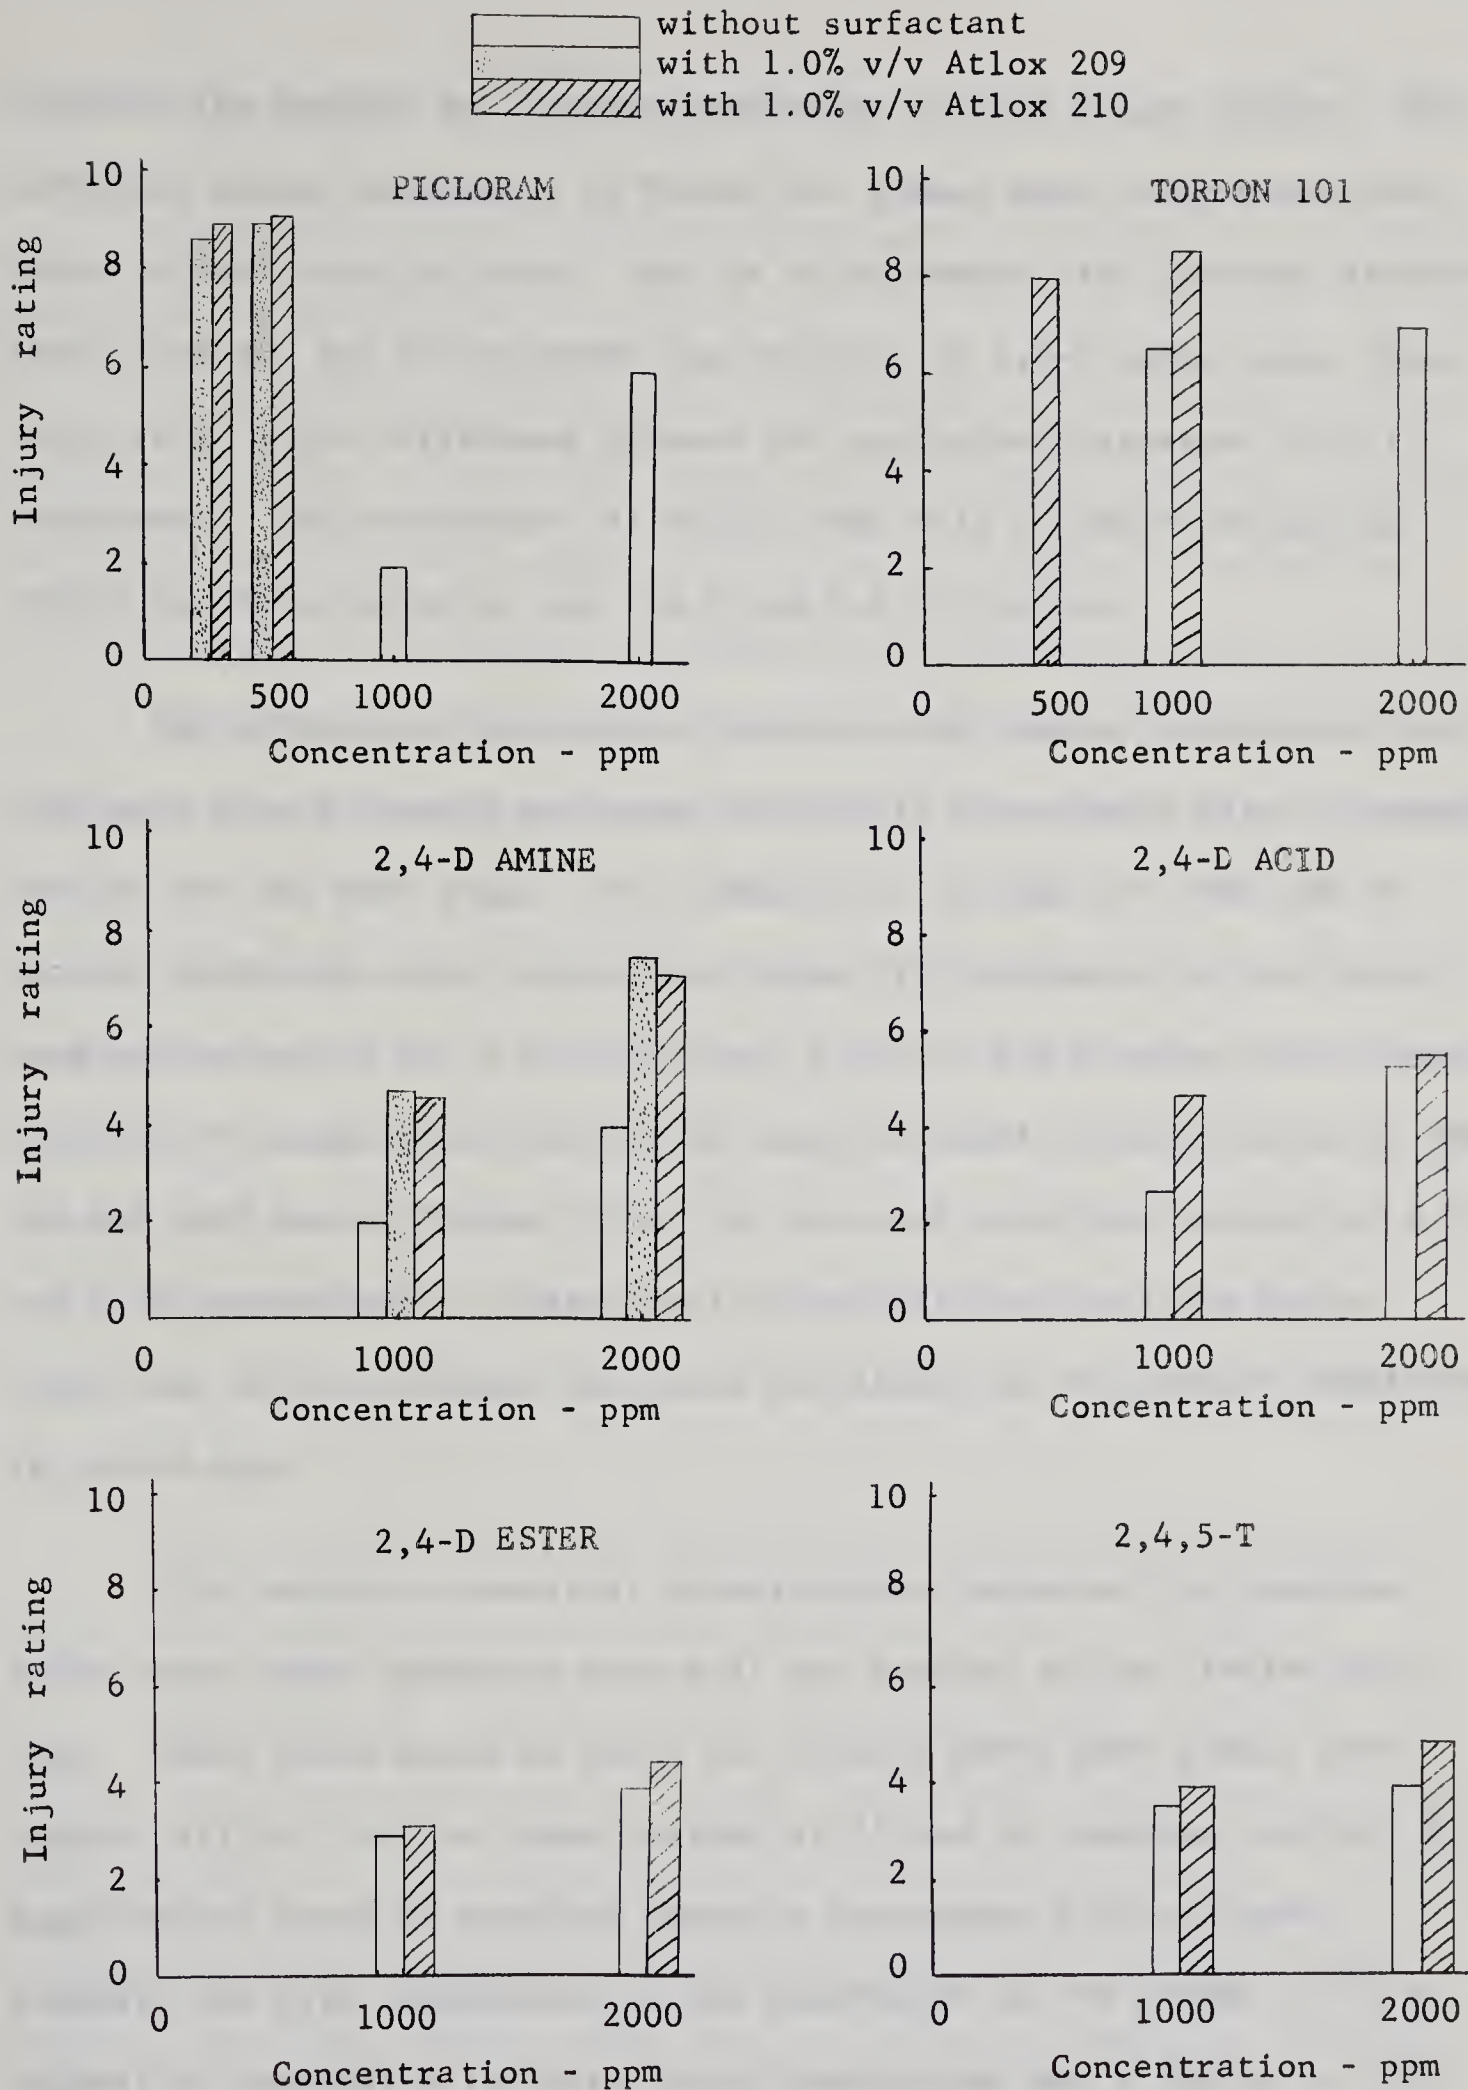 without surfactant
with 1.0% v/v Atlox 209
with 1.0% v/v Atlox 210
PICLORAM
Injury rating
10
8
6
4
2
0
0 500 1000 2000
Concentration - ppm
TORDON 101
10
8
6
4
2
0
0 500 1000 2000
Concentration - ppm
2,4-D AMINE
Injury rating
10
8
6
4
2
0
0 1000 2000
Concentration - ppm
2,4-D ACID
10
8
6
4
2
0
0 1000 2000
Concentration - ppm
2,4-D ESTER
Injury rating
10
8
6
4
2
0
0 1000 2000
Concentration - ppm
2,4,5-T
10
8
6
4
2
0
0 1000 2000
Concentration - ppm